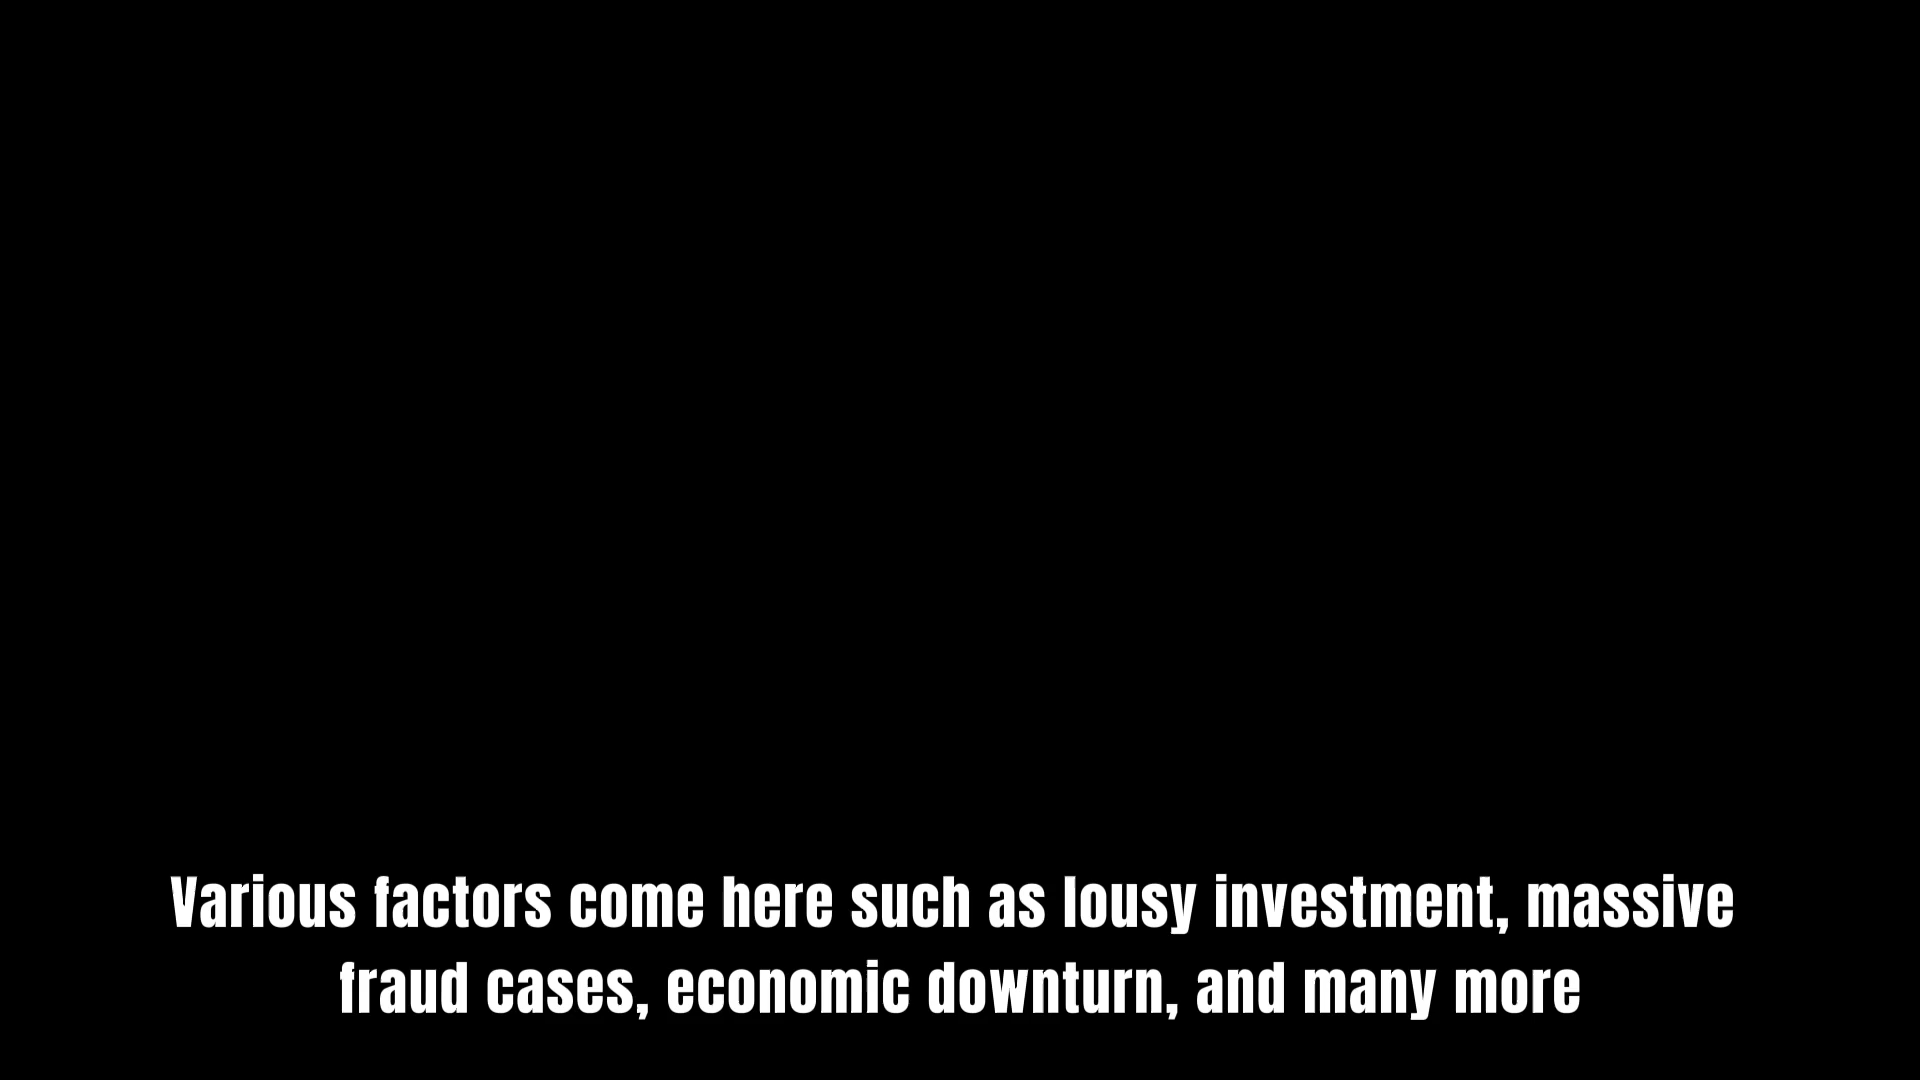 Various factors come here such as lousy investment, massive
fraud cases, economic downturn, and many more